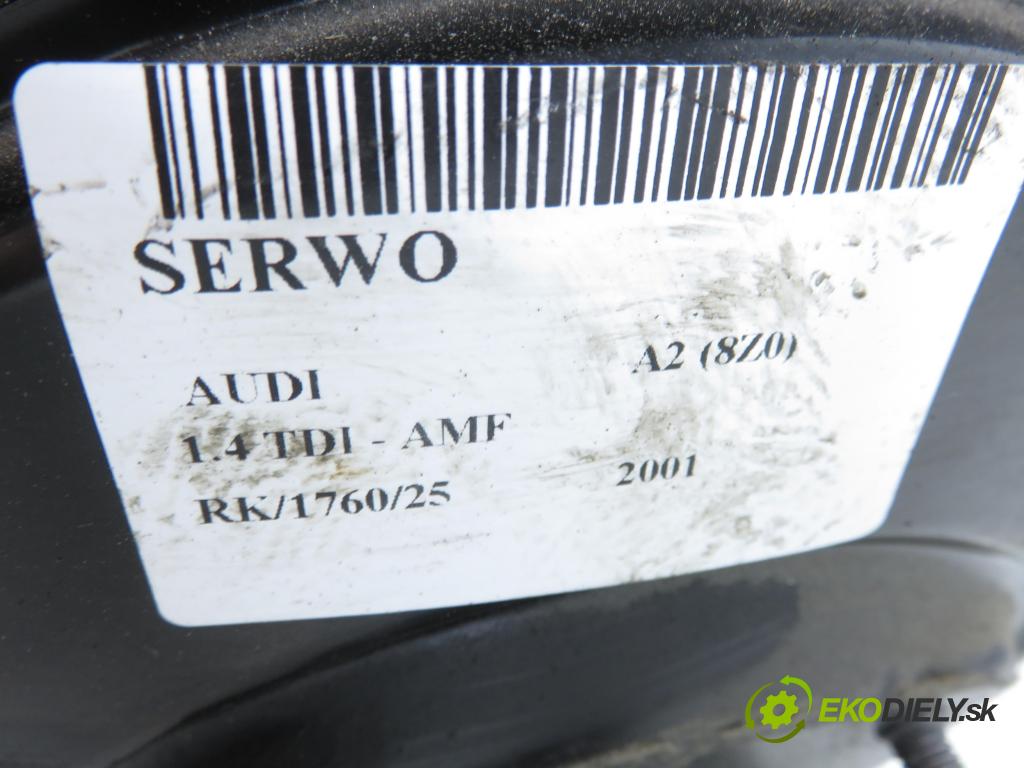 SERWO
AUDI A2 (8Z0)
1.4 TDI - AMF
RK/1760/25 2001
EKODIELY.sk